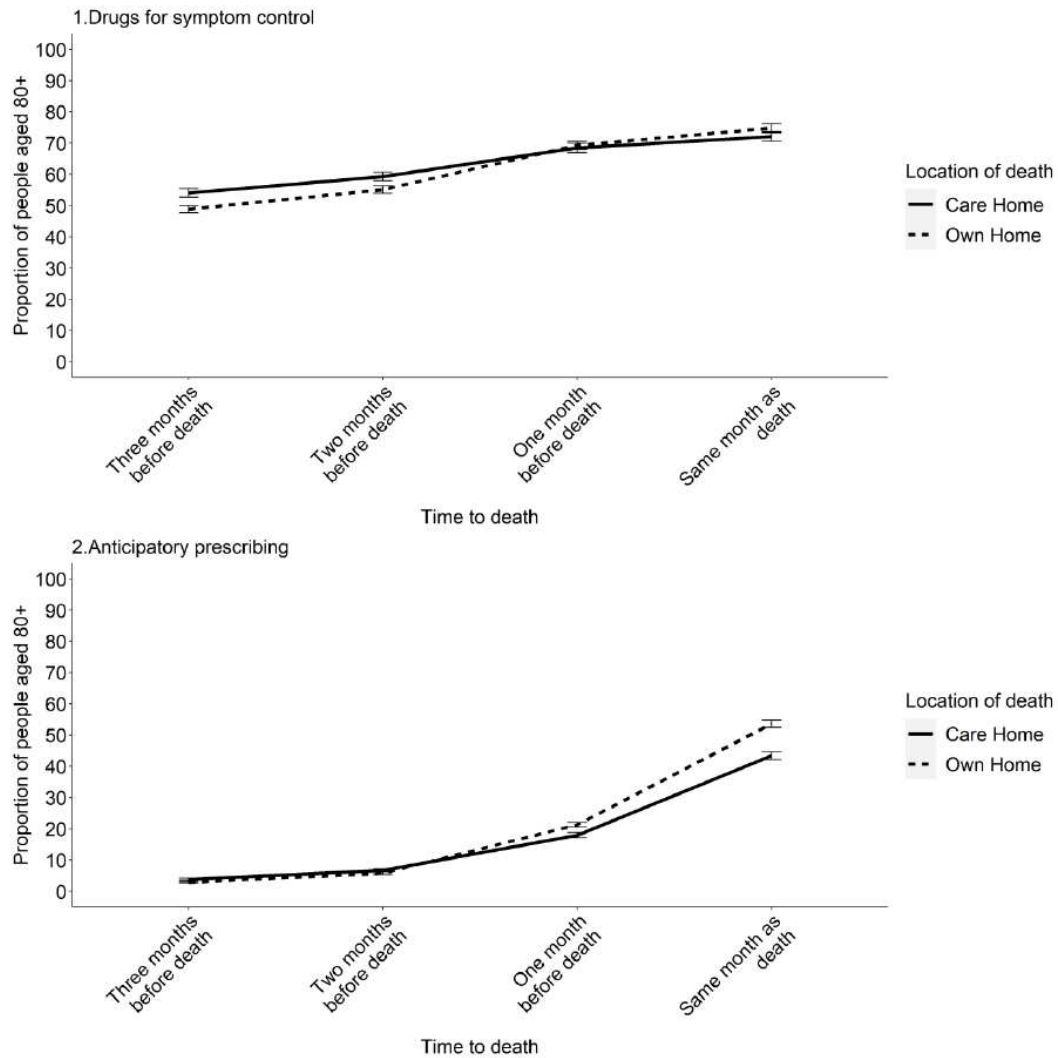 1.Drugs for symptom control
Proportion of people aged 80+
100
90
80
70
60
50
40
30
20
10
0
Three months
before death
Two months
before death
One month
before death
Same month as
death
Time to death
Location of death
Care Home
Own Home
2.Anticipatory prescribing
Proportion of people aged 80+
100
90
80
70
60
50
40
30
20
10
0
Three months
before death
Two months
before death
One month
before death
Same month as
death
Time to death
Location of death
Care Home
Own Home